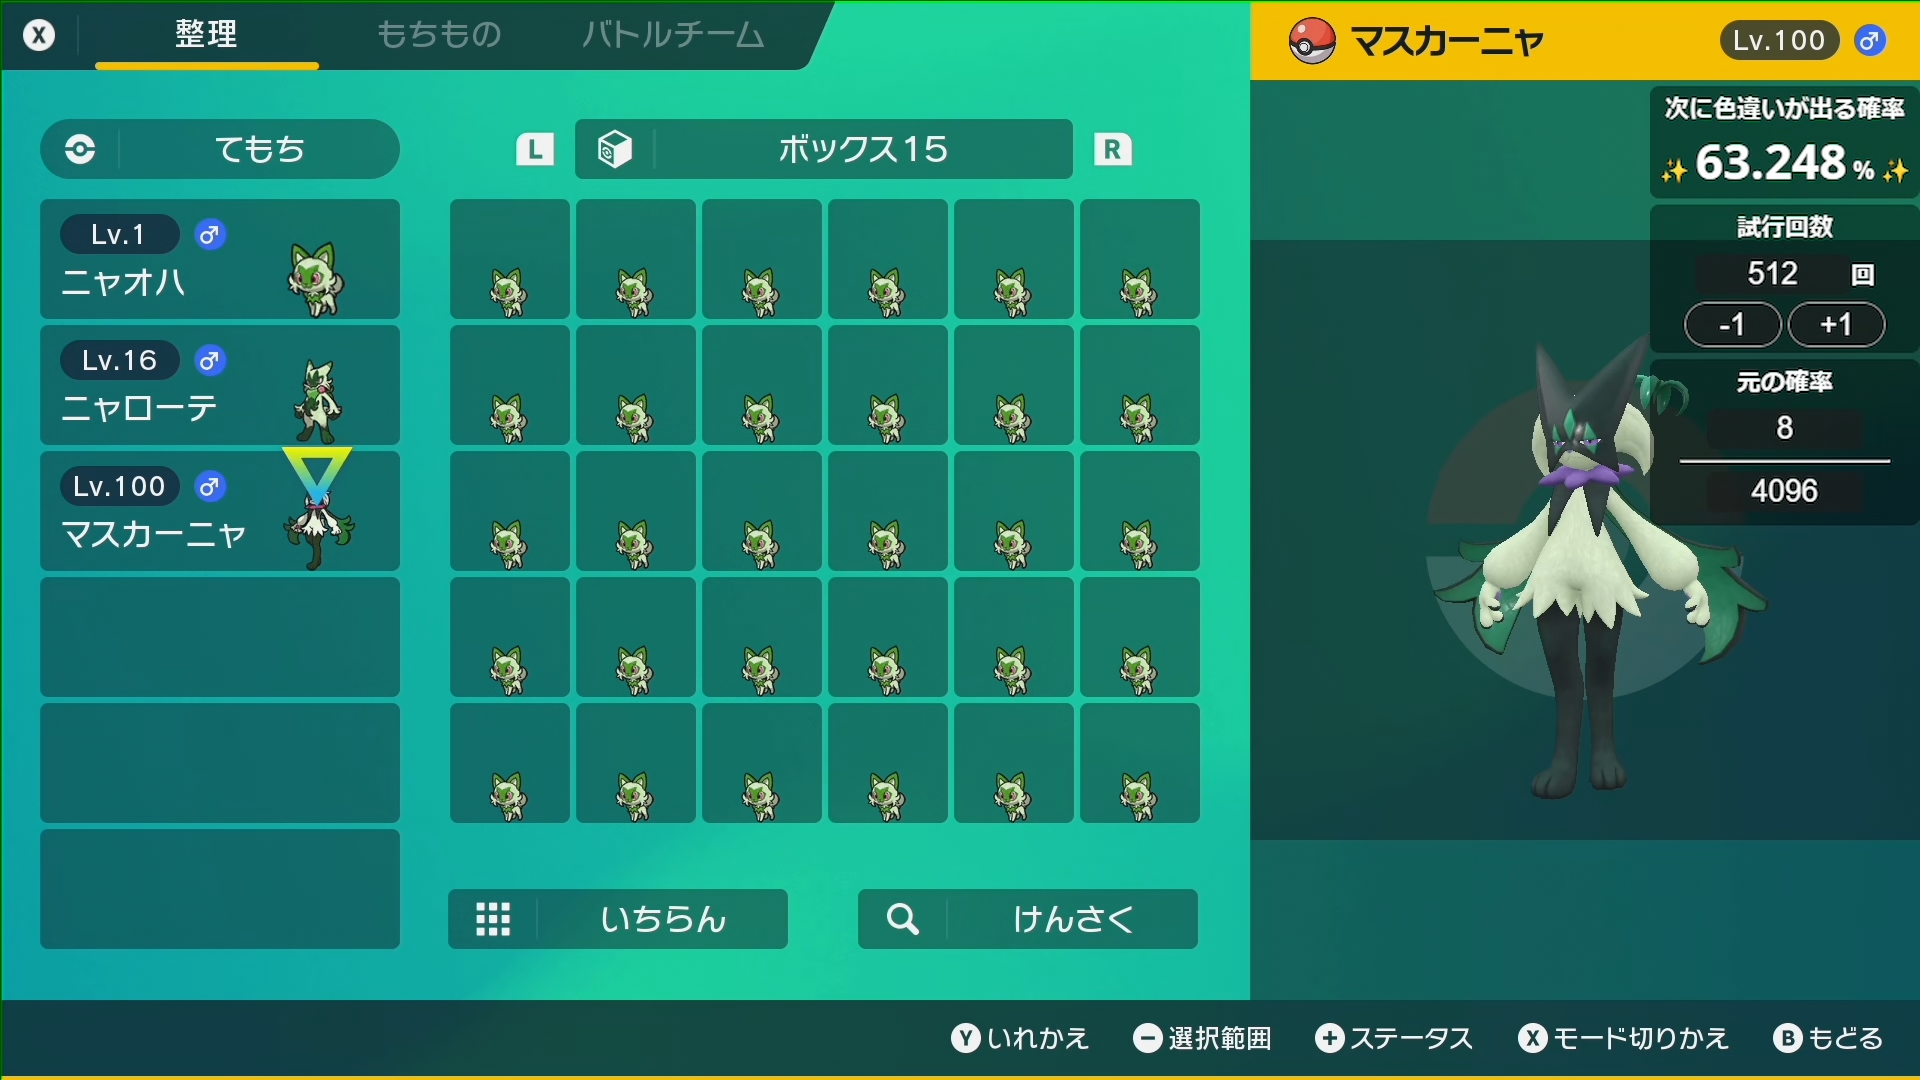 X 整理 もちもの バトルチーム
マスカーニャ Lv.100 ♂
次に色違いが出る確率
✨63.248%✨
試行回数
512 回
-1 +1
元の確率
8
4096
てもち
L ボックス15 R
Lv.1 ♂
ニャオハ
Lv.16 ♂
ニャローテ
Lv.100 ♂
マスカーニャ
いちらん けんさく
Y いれかえ - 選択範囲 + ステータス X モード切りかえ B もどる